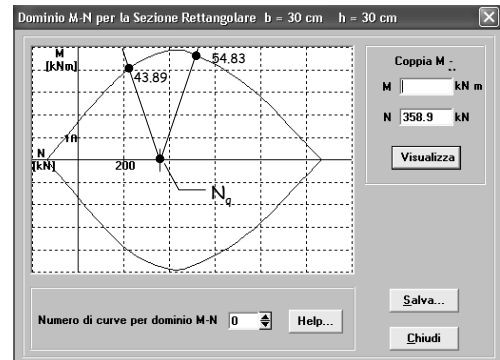 Dominio M-N per la Sezione Rettangolare b = 30 cm h = 30 cm
M
[kNm]
43.89
54.83
10
N
[kN]
200
Nq
Coppia M -
M kN m
N 358.9 kN
Visualizza
Numero di curve per dominio M-N 0 Help...
Salva...
Chiudi